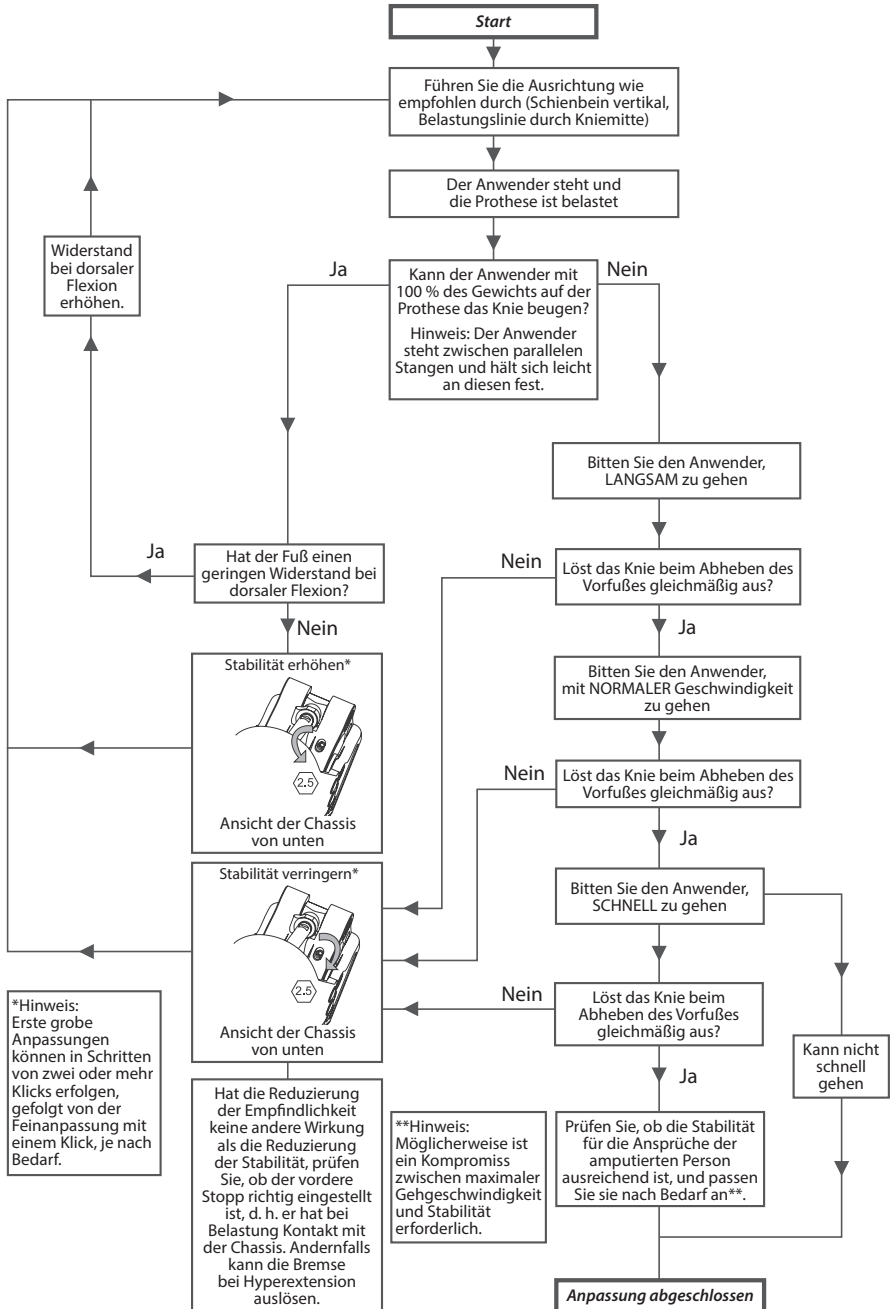 Start
Führen Sie die Ausrichtung wie
empfohlen durch (Schienbein vertikal,
Belastungslinie durch Kniemitte)
Der Anwender steht und
die Prothese ist belastet
Widerstand
bei dorsaler
Flexion
erhöhen.
Ja
Kann der Anwender mit
100 % des Gewichts auf der
Prothese das Knie beugen?
Hinweis: Der Anwender
steht zwischen parallelen
Stangen und hält sich leicht
an diesen fest.
Nein
Bitten Sie den Anwender,
LANGSAM zu gehen
Ja
Hat der Fuß einen
geringen Widerstand bei
dorsaler Flexion?
Nein
Nein
Löst das Knie beim Abheben des
Vorfußes gleichmäßig aus?
Ja
Stabilität erhöhen*
2.5
Ansicht der Chassis
von unten
Bitten Sie den Anwender,
mit NORMALER Geschwindigkeit
zu gehen
Nein
Löst das Knie beim Abheben des
Vorfußes gleichmäßig aus?
Ja
Stabilität verringern*
2.5
Ansicht der Chassis
von unten
Bitten Sie den Anwender,
SCHNELL zu gehen
Nein
Löst das Knie beim
Abheben des Vorfußes
gleichmäßig aus?
Ja
Kann nicht
schnell
gehen
*Hinweis:
Erste grobe
Anpassungen
können in Schritten
von zwei oder mehr
Klicks erfolgen,
gefolgt von der
Feinanpassung mit
einem Klick, je nach
Bedarf.
Hat die Reduzierung
der Empfindlichkeit
keine andere Wirkung
als die Reduzierung
der Stabilität, prüfen
Sie, ob der vordere
Stopp richtig eingestellt
ist, d. h. er hat bei
Belastung Kontakt mit
der Chassis. Andernfalls
kann die Bremse
bei Hyperextension
auslösen.
**Hinweis:
Möglicherweise ist
ein Kompromiss
zwischen maximaler
Gehgeschwindigkeit
und Stabilität
erforderlich.
Prüfen Sie, ob die Stabilität
für die Ansprüche der
amputierten Person
ausreichend ist, und passen
Sie sie nach Bedarf an**.
Anpassung abgeschlossen